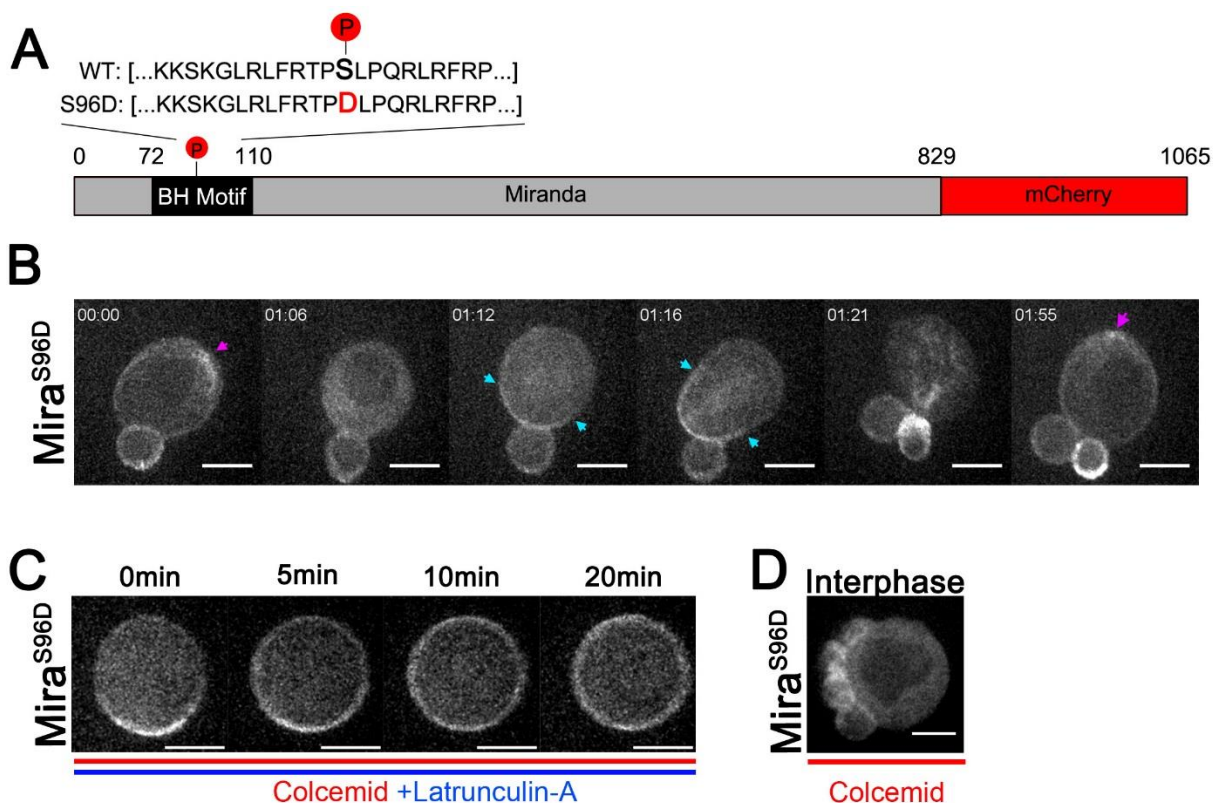 A
P
WT: [...KKSKGLRLFRTPSLPQRLRFRP...]
S96D: [...KKSKGLRLFRTPDLPQRLRFRP...]
P
0 72 110 829 1065
BH Motif Miranda mCherry
B
Mira^S96D
00:00 01:06 01:12 01:16 01:21 01:55
C
0min 5min 10min 20min
Mira^S96D
Colcemid +Latrunculin-A
D
Interphase
Mira^S96D
Colcemid